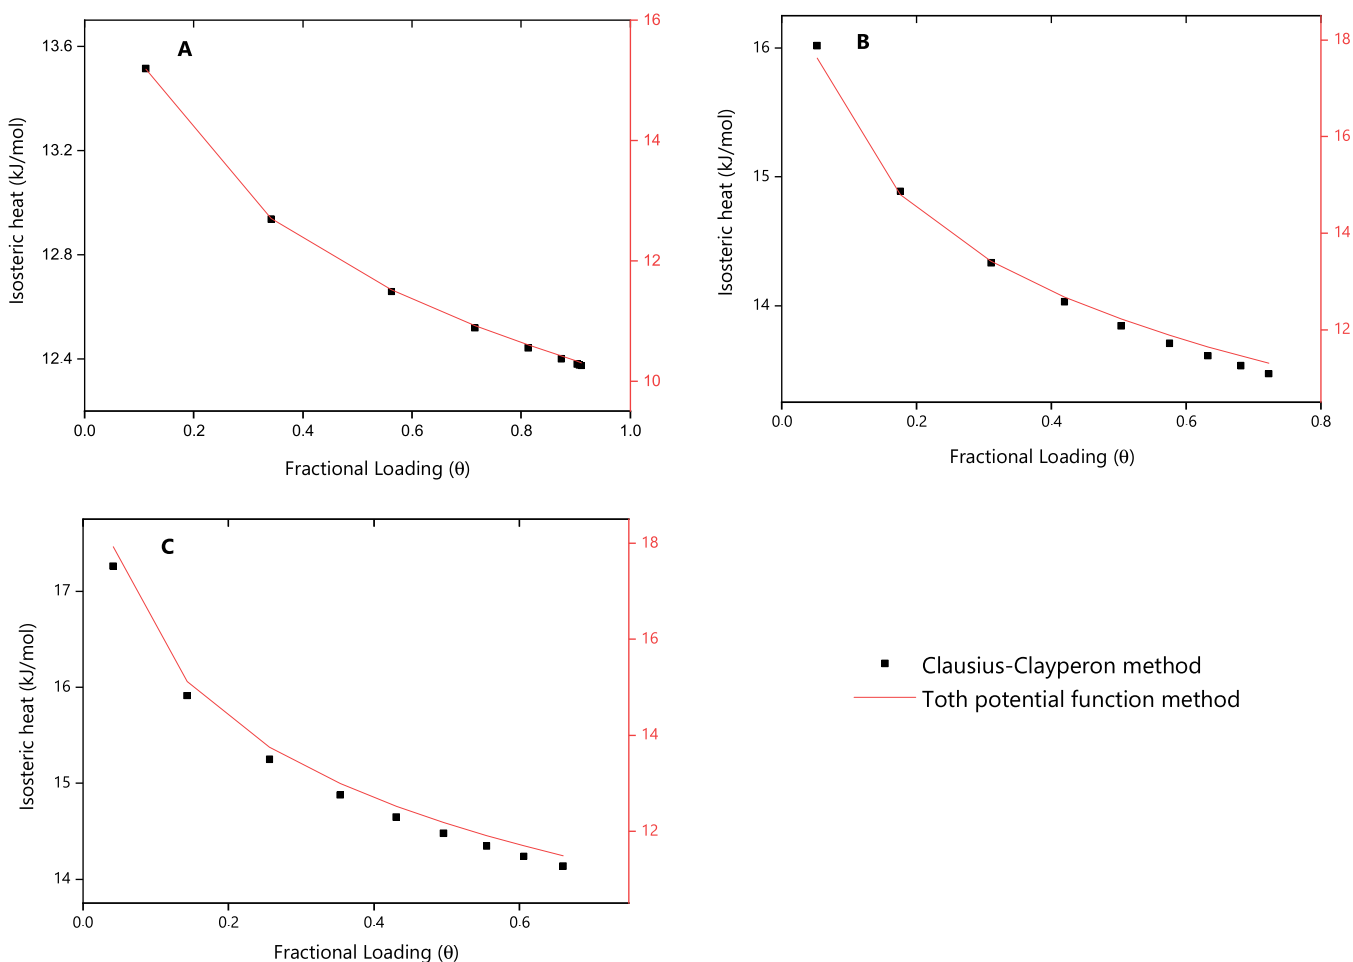 A
13.6
13.2
12.8
12.4
16
14
12
10
0.0 0.2 0.4 0.6 0.8 1.0
Isosteric heat (kJ/mol)
Fractional Loading (θ)
B
16
15
14
18
16
14
12
0.0 0.2 0.4 0.6 0.8
Isosteric heat (kJ/mol)
Fractional Loading (θ)
C
17
16
15
14
18
16
14
12
0.0 0.2 0.4 0.6
Isosteric heat (kJ/mol)
Fractional Loading (θ)
Clausius-Clayperon method
Toth potential function method